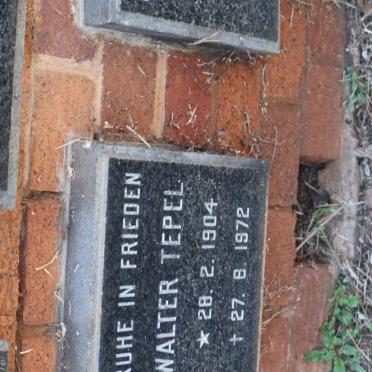 RUHE IN FRIEDEN
WALTER TEPEL
★ 28. 2. 1904
✝ 27. 8. 1972